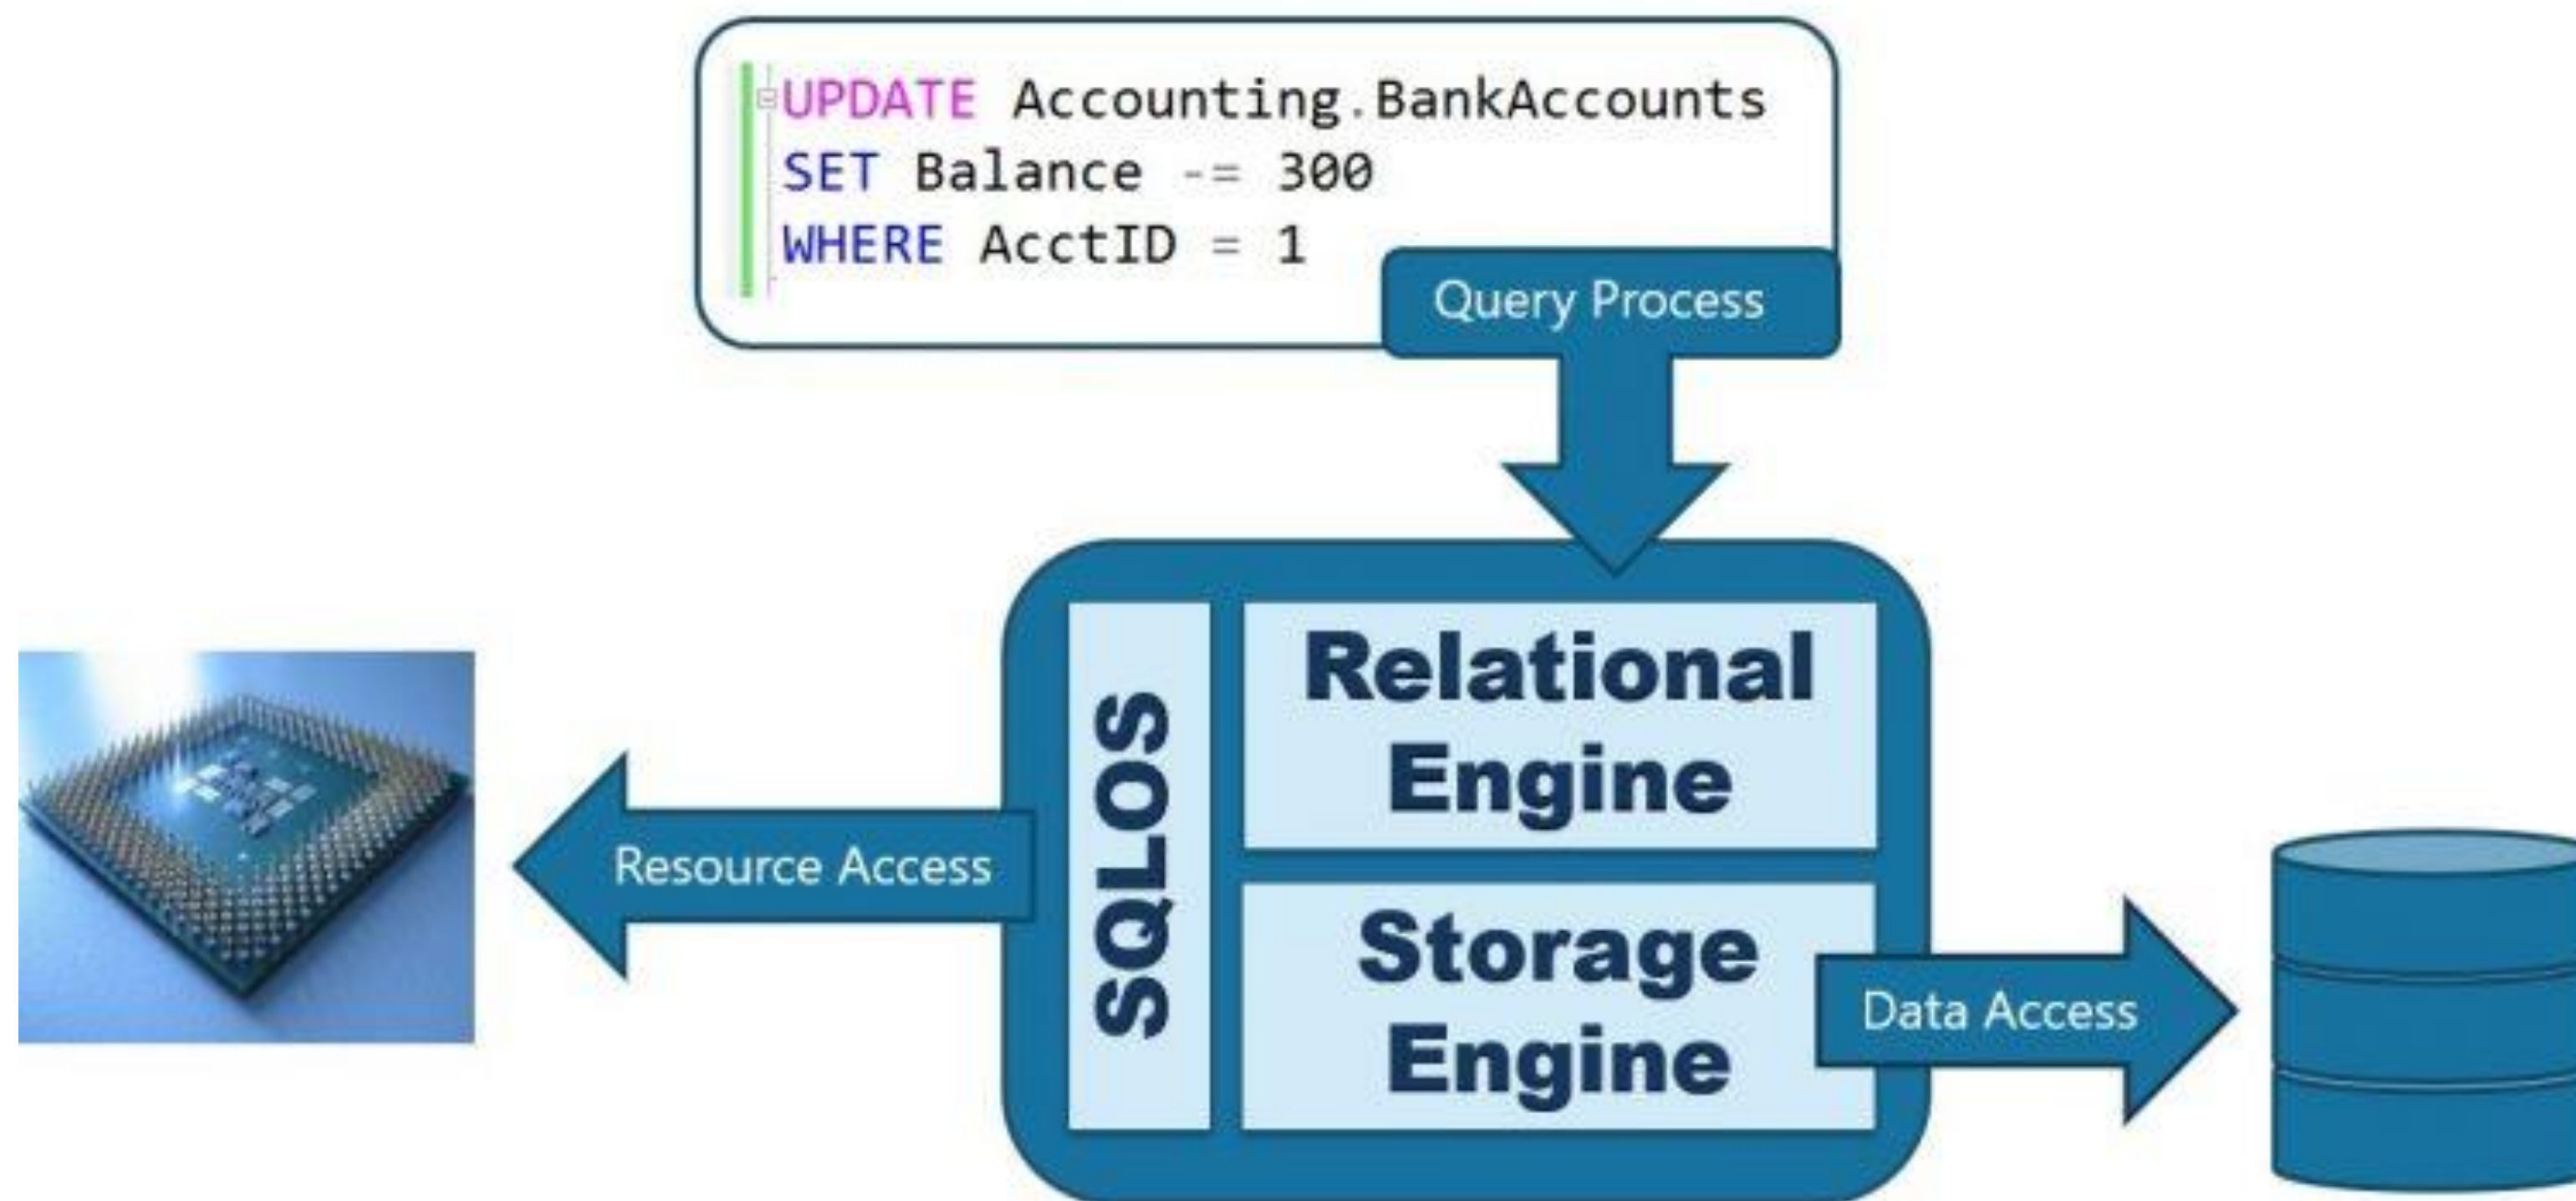 UPDATE Accounting.BankAccounts
SET Balance -= 300
WHERE AcctID = 1
Query Process
Relational
Engine
SQLOS
Resource Access
Storage
Engine
Data Access